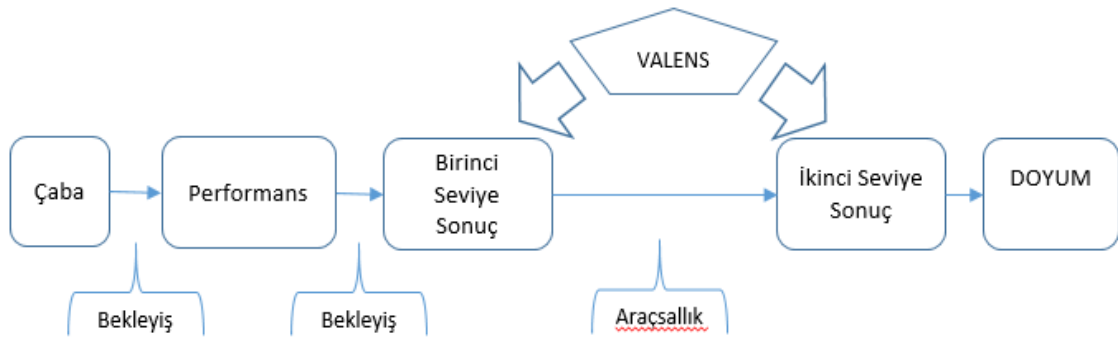 VALENS
Çaba
Performans
Birinci
Seviye
Sonuç
İkinci Seviye
Sonuç
DOYUM
Bekleyiş
Bekleyiş
Araçsallık